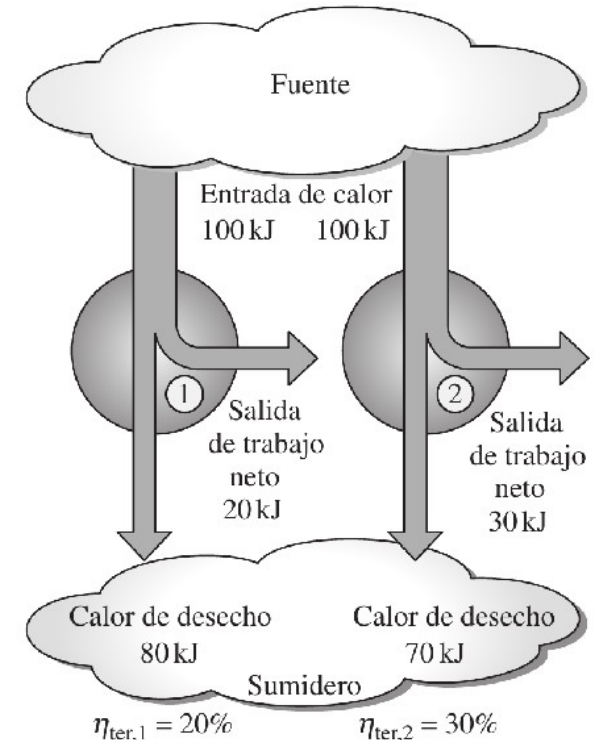 Fuente
Entrada de calor
100 kJ 100 kJ
1
Salida
de trabajo
neto
20 kJ
2
Salida
de trabajo
neto
30 kJ
Calor de desecho
80 kJ
Calor de desecho
70 kJ
Sumidero
ηter,1 = 20%
ηter,2 = 30%